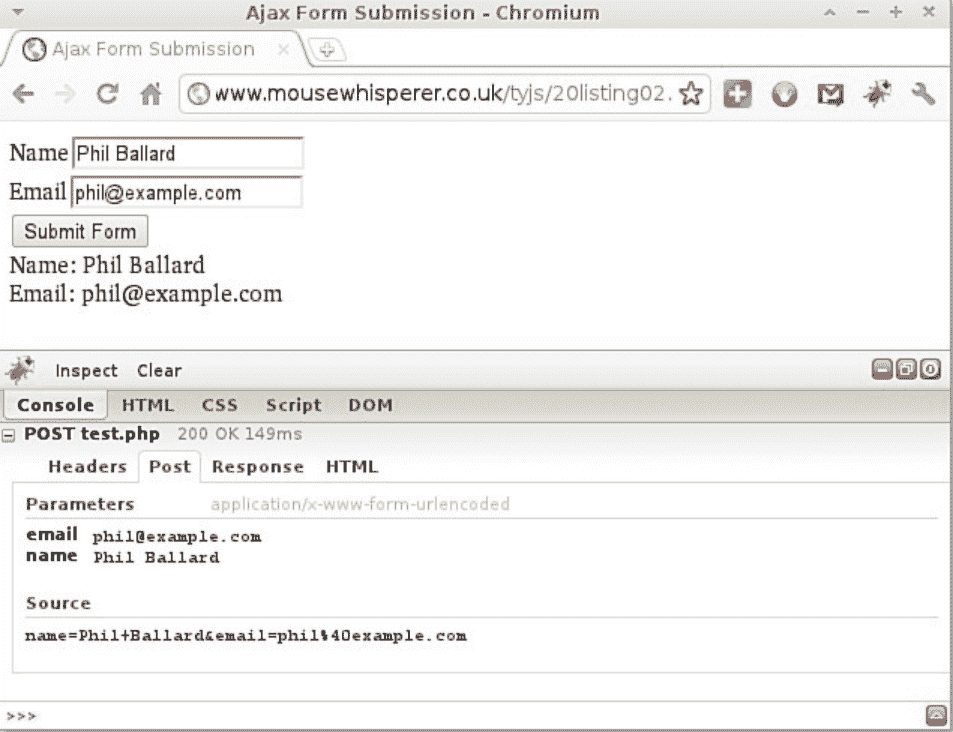 Ajax Form Submission - Chromium
Ajax Form Submission
www.mousewhisperer.co.uk/tyjs/20listing02.
Name Phil Ballard
Email phil@example.com
Submit Form
Name: Phil Ballard
Email: phil@example.com
Inspect Clear
Console HTML CSS Script DOM
POST test.php 200 OK 149ms
Headers Post Response HTML
Parameters application/x-www-form-urlencoded
email phil@example.com
name Phil Ballard
Source
name=Phil+Ballard&email=phil%40example.com
>>>